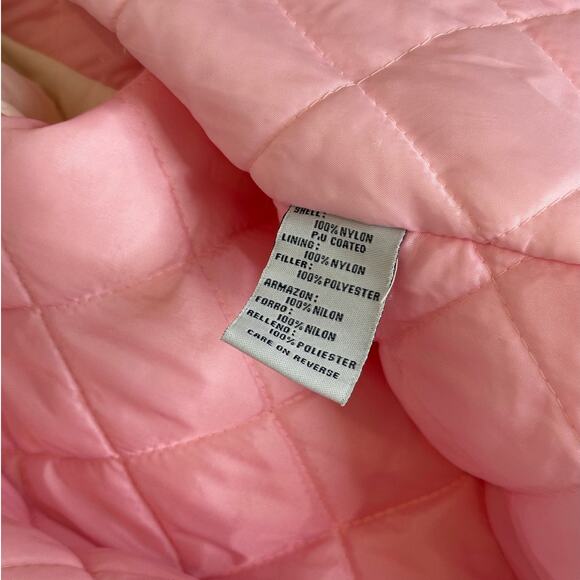 SHELL:
100% NYLON
P.U COATED
LINING:
100% NYLON
FILLER:
100% POLYESTER
ARMAZON:
100% NILON
FORRO:
100% NILON
RELLENO:
100% POLIESTER
CARE ON REVERSE